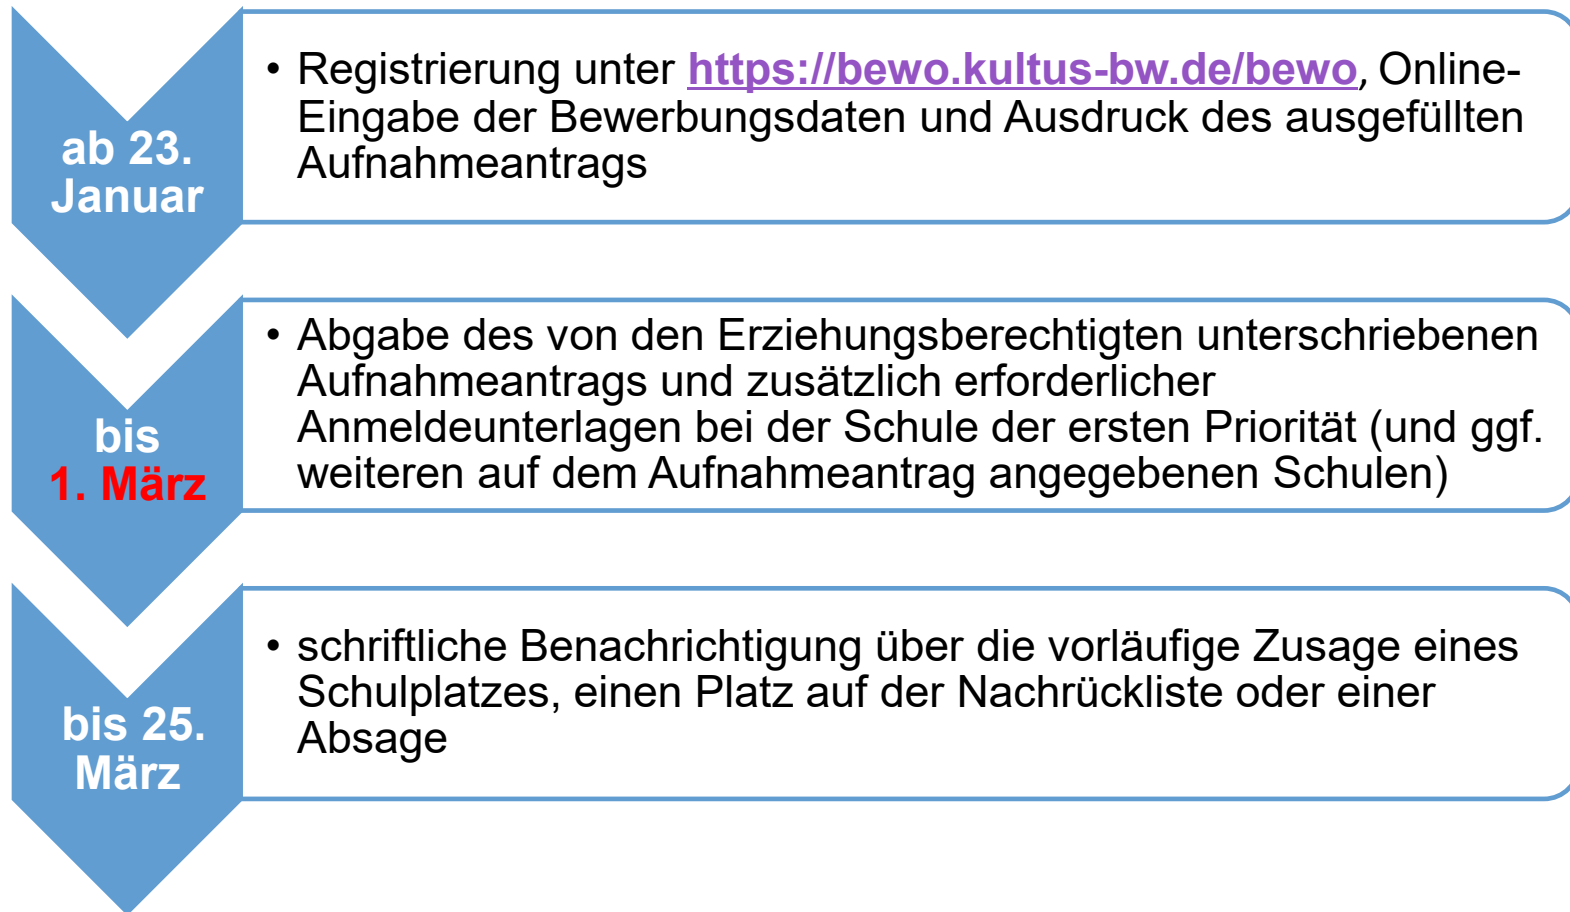 ab 23.
Januar
• Registrierung unter https://bewo.kultus-bw.de/bewo, Online-
Eingabe der Bewerbungsdaten und Ausdruck des ausgefüllten
Aufnahmeantrags
bis
1. März
• Abgabe des von den Erziehungsberechtigten unterschriebenen
Aufnahmeantrags und zusätzlich erforderlicher
Anmeldeunterlagen bei der Schule der ersten Priorität (und ggf.
weiteren auf dem Aufnahmeantrag angegebenen Schulen)
bis 25.
März
• schriftliche Benachrichtigung über die vorläufige Zusage eines
Schulplatzes, einen Platz auf der Nachrückliste oder einer
Absage